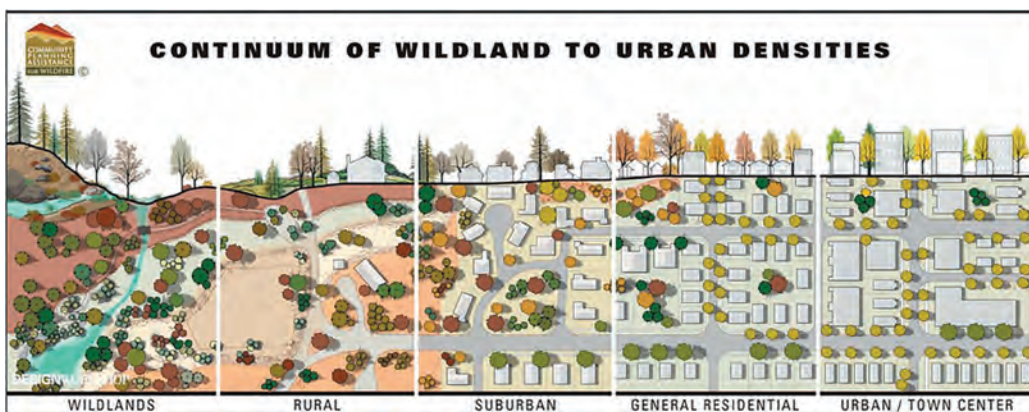 COMMUNITY
PLANNING
ASSISTANCE
FOR WILDFIRE
©
CONTINUUM OF WILDLAND TO URBAN DENSITIES
WILDLANDS
RURAL
SUBURBAN
GENERAL RESIDENTIAL
URBAN / TOWN CENTER